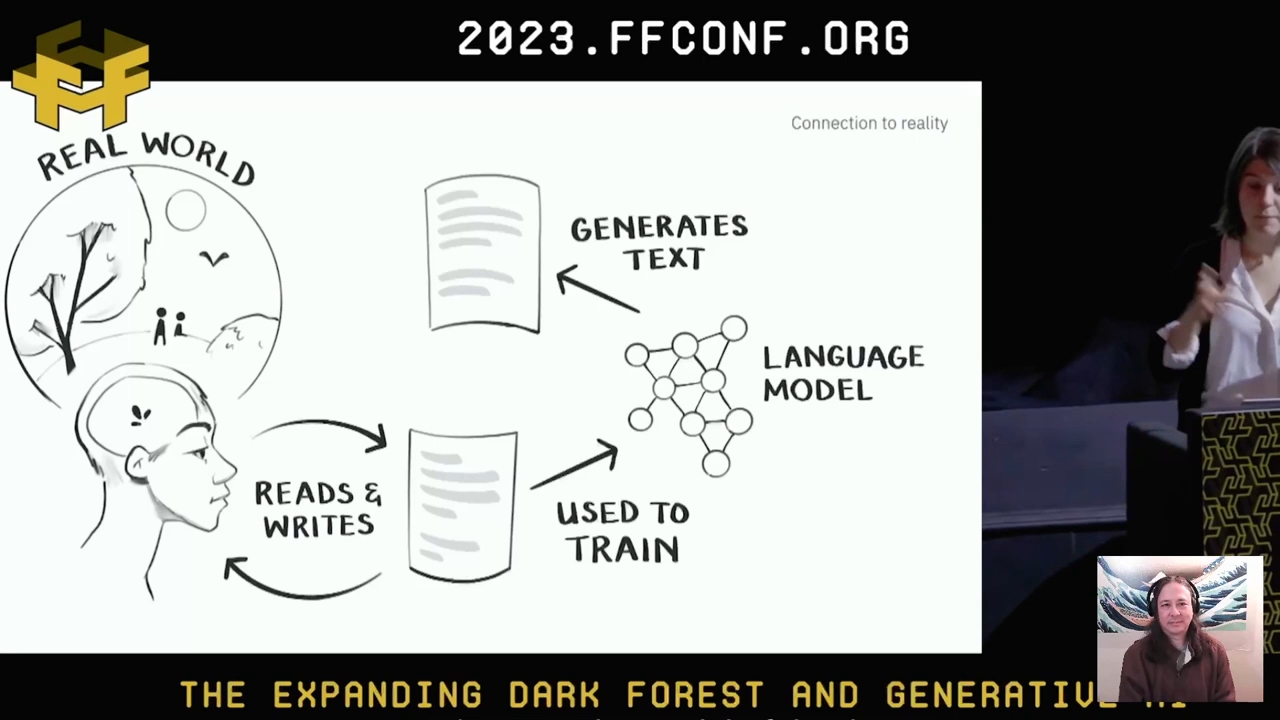 2023.FFCONF.ORG
Connection to reality
REAL WORLD
GENERATES
TEXT
LANGUAGE
MODEL
READS &
WRITES
USED TO
TRAIN
THE EXPANDING DARK FOREST AND GENERATIVE AI